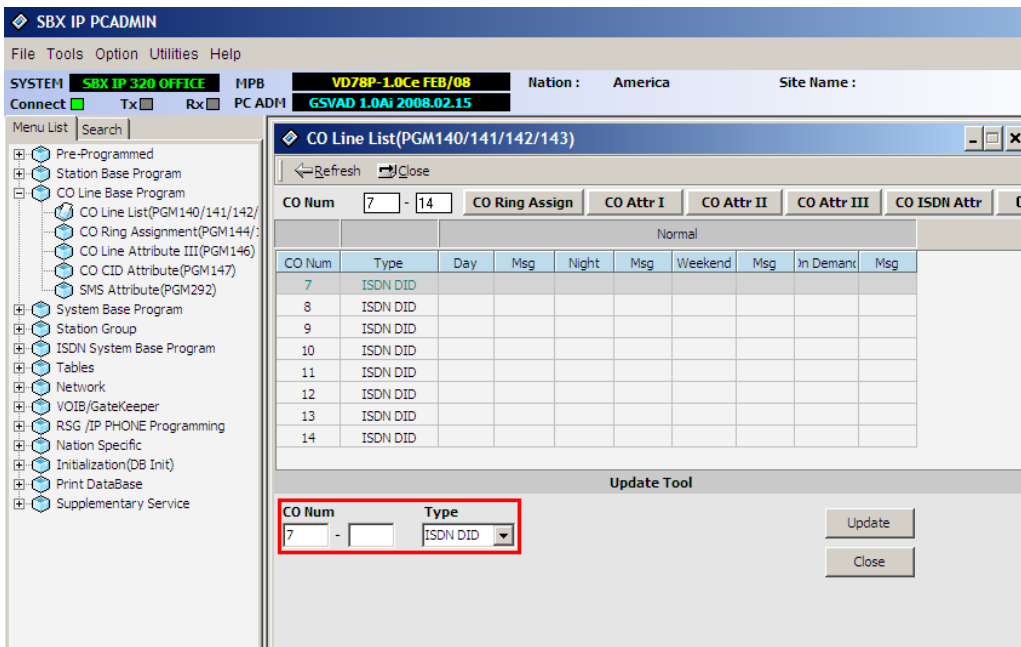 SBX IP PCADMIN
File Tools Option Utilities Help
SYSTEM SBX IP 320 OFFICE MPB VD78P-1.0Ce FEB/08 Nation : America Site Name :
Connect Tx Rx PC ADM GSVAD 1.0Ai 2008.02.15
Menu List Search
Pre-Programmed
Station Base Program
CO Line Base Program
CO Line List(PGM140/141/142/
CO Ring Assignment(PGM144/
CO Line Attribute III(PGM146)
CO CID Attribute(PGM147)
SMS Attribute(PGM292)
System Base Program
Station Group
ISDN System Base Program
Tables
Network
VOIB/GateKeeper
RSG /IP PHONE Programming
Nation Specific
Initialization(DB Init)
Print DataBase
Supplementary Service
CO Line List(PGM140/141/142/143)
Refresh Close
CO Num 7 - 14 CO Ring Assign CO Attr I CO Attr II CO Attr III CO ISDN Attr
Normal
CO Num Type Day Msg Night Msg Weekend Msg On Demand Msg
7 ISDN DID
8 ISDN DID
9 ISDN DID
10 ISDN DID
11 ISDN DID
12 ISDN DID
13 ISDN DID
14 ISDN DID
Update Tool
CO Num Type
7 - ISDN DID
Update
Close